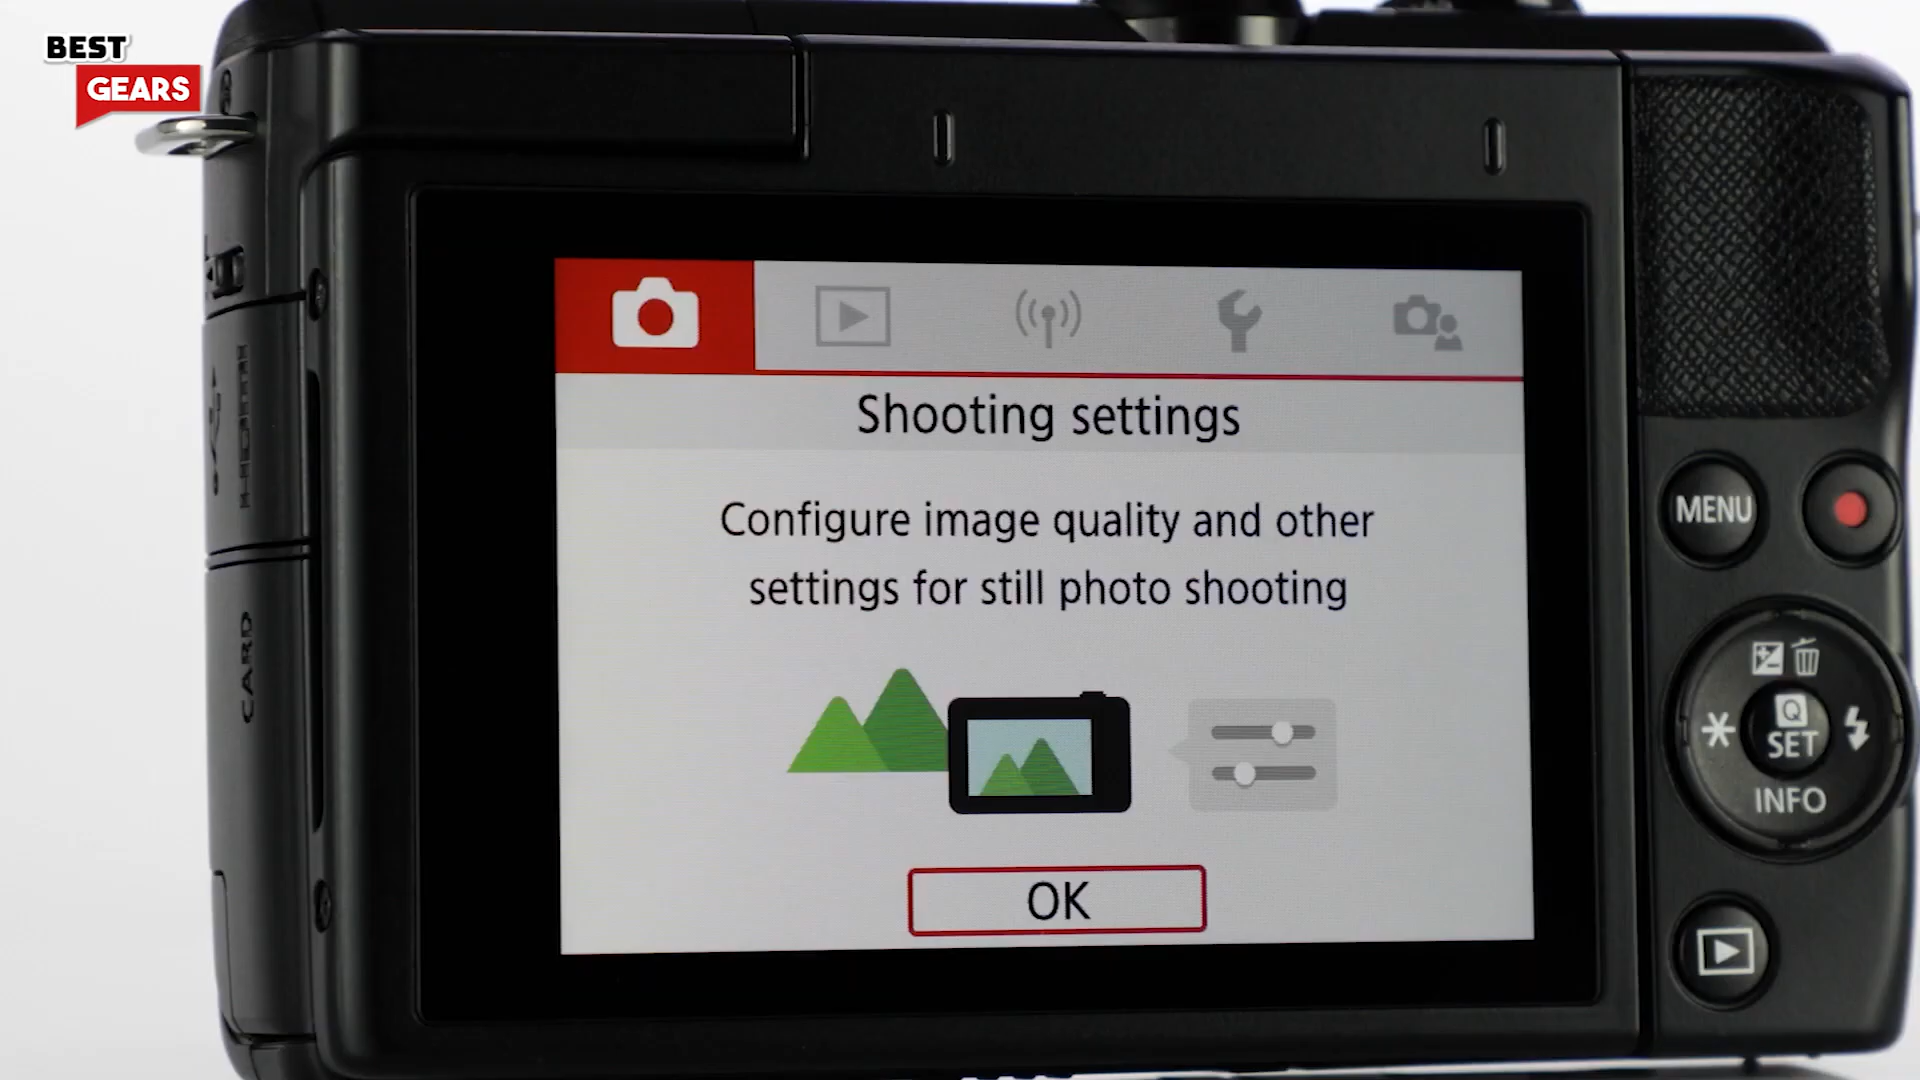 BEST
GEARS
Shooting settings
Configure image quality and other
settings for still photo shooting
OK
MENU
Q
SET
INFO
CARD